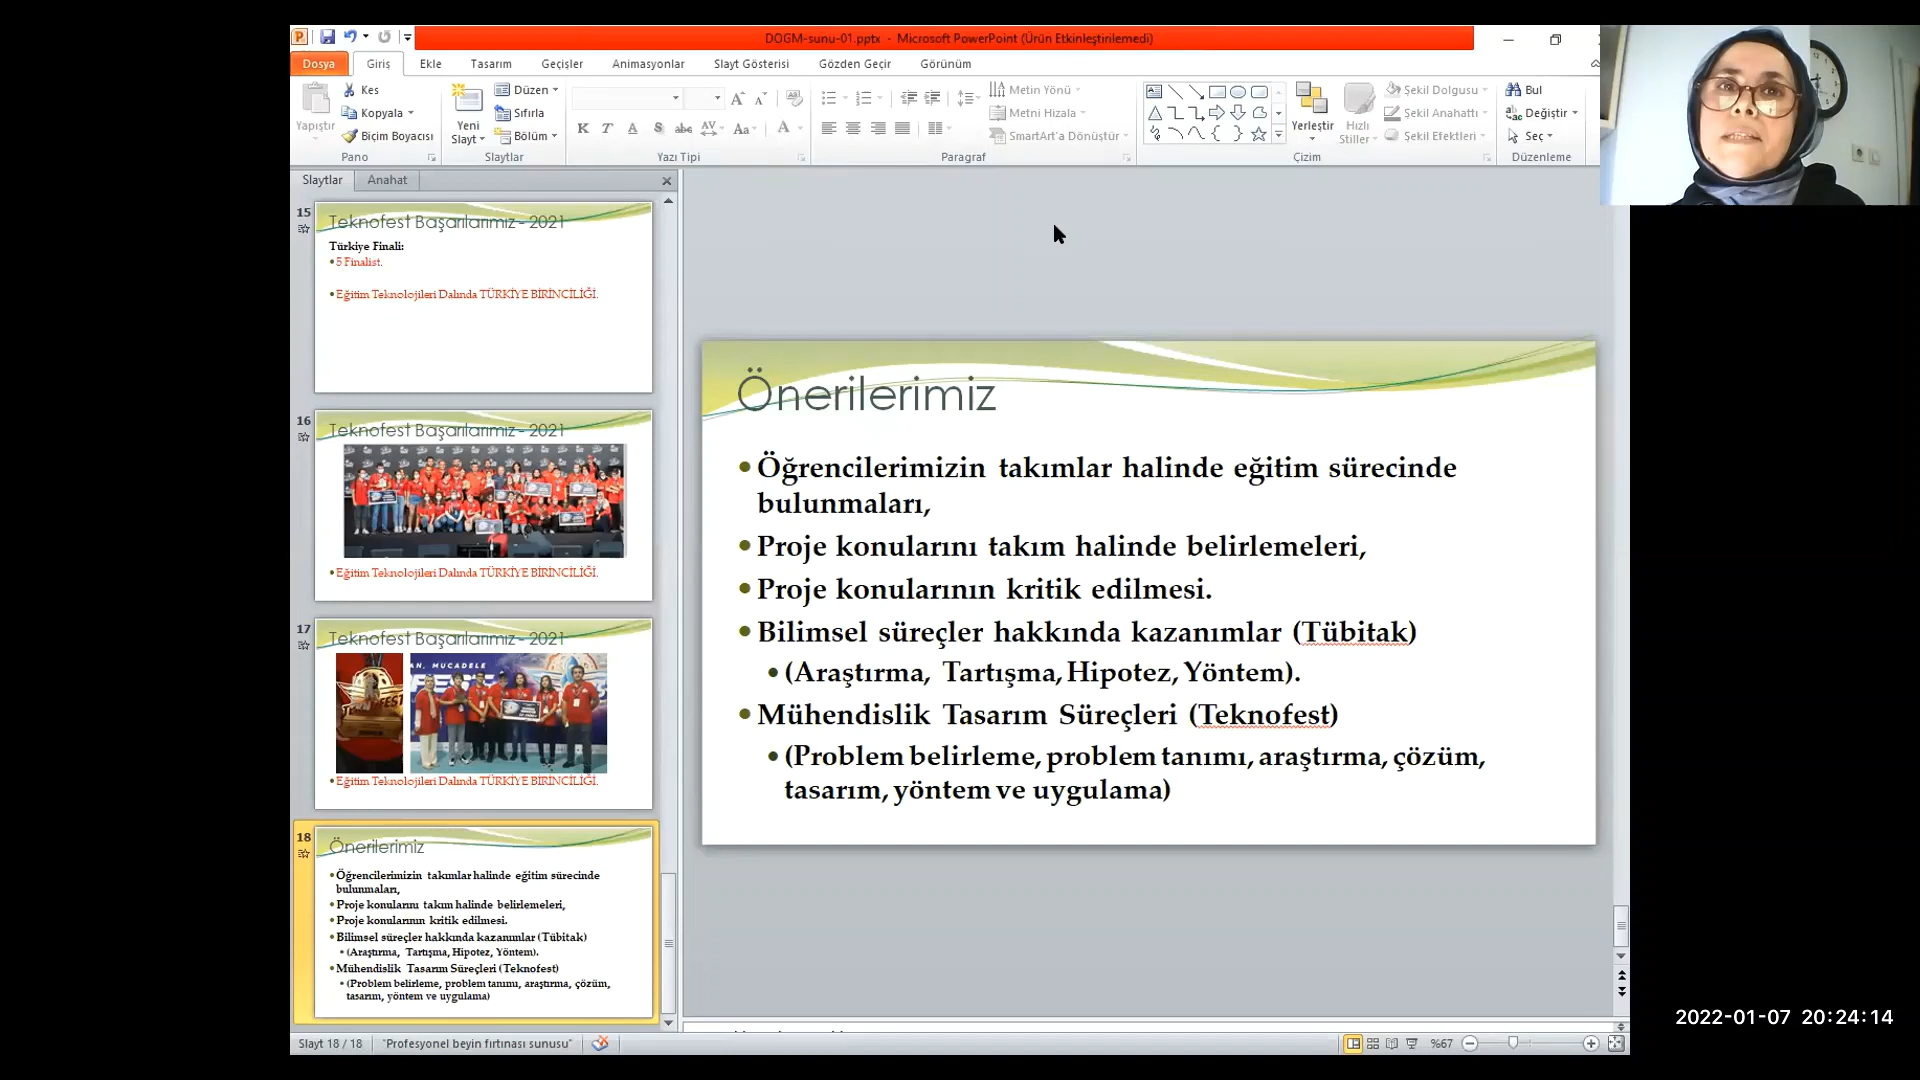 DOGM-sunu-01.pptx - Microsoft PowerPoint (Ürün Etkinleştirilemedi)
Dosya Giriş Ekle Tasarım Geçişler Animasyonlar Slayt Gösterisi Gözden Geçir Görünüm
Yapıştır
Kes
Kopyala
Biçim Boyacısı
Pano
Yeni Slayt
Düzen
Sıfırla
Bölüm
Slaytlar
K T A S abc AV Aa A
Yazı Tipi
Metin Yönü
Metni Hizala
SmartArt'a Dönüştür
Paragraf
Yerleştir
Hızlı Stiller
Şekil Dolgusu
Şekil Anahattı
Şekil Efektleri
Çizim
Bul
Değiştir
Seç
Düzenleme
Slaytlar Anahat
15
Teknofest Başarılarımız - 2021
Türkiye Finali:
•5 Finalist.
•Eğitim Teknolojileri Dalında TÜRKİYE BİRİNCİLİĞİ.
16
Teknofest Başarılarımız - 2021
•Eğitim Teknolojileri Dalında TÜRKİYE BİRİNCİLİĞİ.
17
Teknofest Başarılarımız - 2021
•Eğitim Teknolojileri Dalında TÜRKİYE BİRİNCİLİĞİ.
18
Önerilerimiz
•Öğrencilerimizin takımlar halinde eğitim sürecinde
bulunmaları,
•Proje konularını takım halinde belirlemeleri,
•Proje konularının kritik edilmesi.
•Bilimsel süreçler hakkında kazanımlar (Tübitak)
•(Araştırma, Tartışma, Hipotez, Yöntem).
•Mühendislik Tasarım Süreçleri (Teknofest)
•(Problem belirleme, problem tanımı, araştırma, çözüm,
tasarım, yöntem ve uygulama)
Önerilerimiz
•Öğrencilerimizin takımlar halinde eğitim sürecinde
bulunmaları,
•Proje konularını takım halinde belirlemeleri,
•Proje konularının kritik edilmesi.
•Bilimsel süreçler hakkında kazanımlar (Tübitak)
•(Araştırma, Tartışma, Hipotez, Yöntem).
•Mühendislik Tasarım Süreçleri (Teknofest)
•(Problem belirleme, problem tanımı, araştırma, çözüm,
tasarım, yöntem ve uygulama)
Slayt 18 / 18 "Profesyonel beyin fırtınası sunusu" %67
2022-01-07 20:24:14